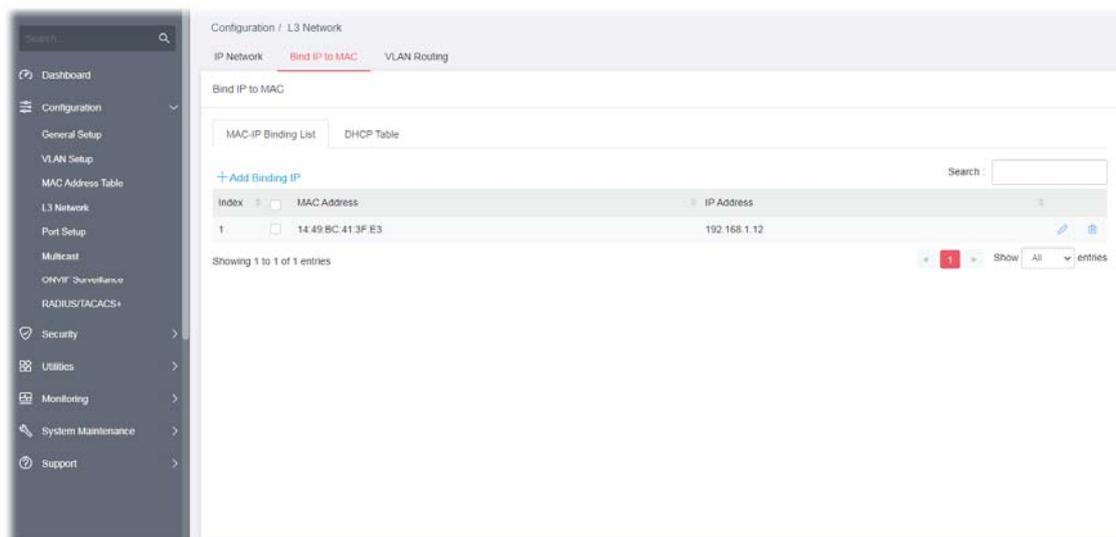 Search...
Dashboard
Configuration
General Setup
VLAN Setup
MAC Address Table
L3 Network
Port Setup
Multicast
ONVIF Surveillance
RADIUS/TACACS+
Security
Utilities
Monitoring
System Maintenance
Support
Configuration / L3 Network
IP Network Bind IP to MAC VLAN Routing
Bind IP to MAC
MAC-IP Binding List DHCP Table
+Add Binding IP Search :
Index MAC Address IP Address
1 14:49:BC:41:3F:E3 192.168.1.12
Showing 1 to 1 of 1 entries « 1 » Show All entries